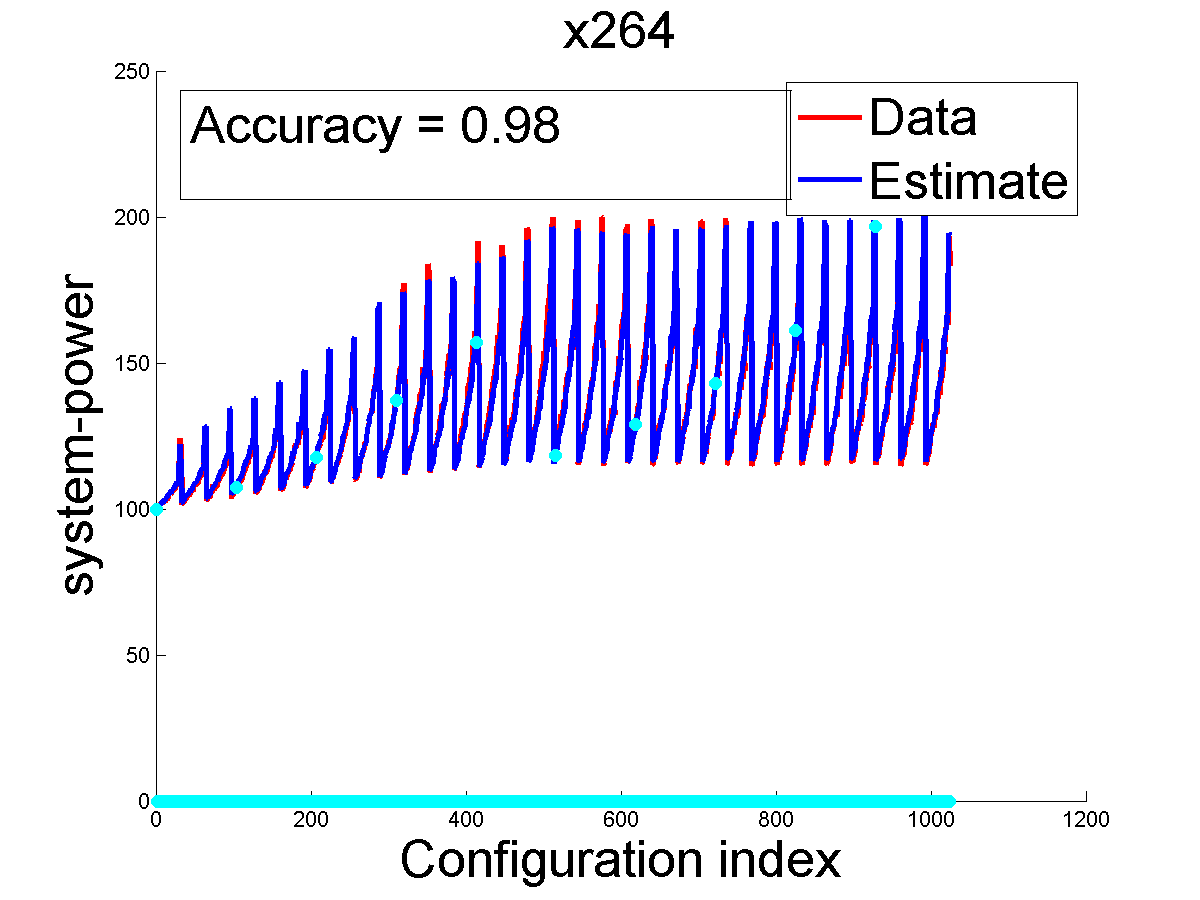 x264
250
Accuracy = 0.98
Data
Estimate
200
150
100
50
0
system-power
0 200 400 600 800 1000 1200
Configuration index